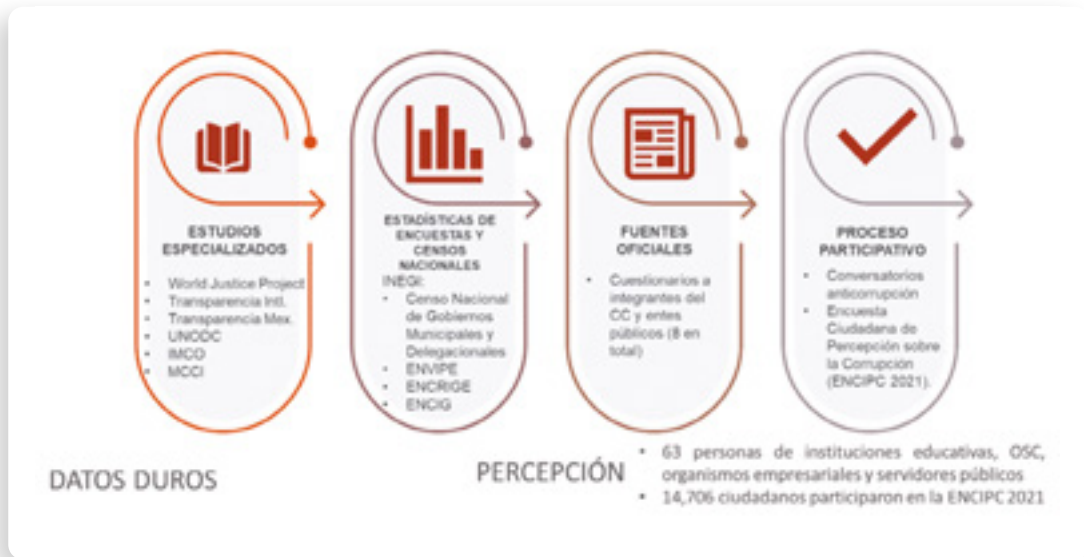 ESTUDIOS
ESPECIALIZADOS
• World Justice Project
• Transparencia Intl.
• Transparencia Mex.
• UNODC
• IMCO
• MCCI
ESTADÍSTICAS DE
ENCUESTAS Y
CENSOS
NACIONALES
INEGI:
• Censo Nacional
de Gobiernos
Municipales y
Delegacionales
• ENVIPE
• ENCRIGE
• ENCIG
FUENTES
OFICIALES
• Cuestionarios a
integrantes del
CC y entes
públicos (8 en
total)
PROCESO
PARTICIPATIVO
• Conversatorios
anticorrupción
• Encuesta
Ciudadana de
Percepción sobre
la Corrupción
(ENCIPC 2021).
DATOS DUROS
PERCEPCIÓN
• 63 personas de instituciones educativas, OSC,
organismos empresariales y servidores públicos
• 14,706 ciudadanos participaron en la ENCIPC 2021